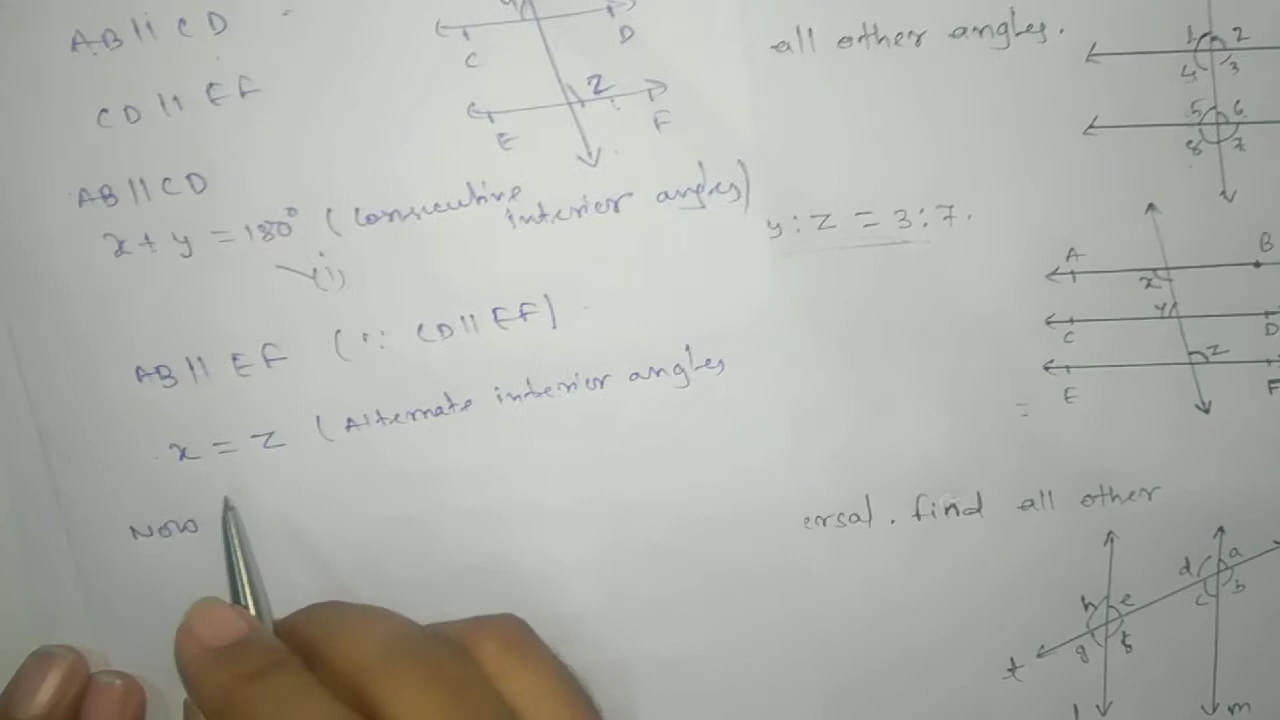 AB || CD
CD || EF
y
C
D
Z
E
F
AB || CD
x + y = 180° (Consecutive interior angles)
(i)
AB || EF (∵ CD || EF)
x = z (Alternate interior angles
Now
all other angles.
1 2
4 3
5 6
8 7
y : z = 3 : 7.
A B
x
y
C D
z
E F
ersal. find all other
d a
c b
h e
g f
t
l m